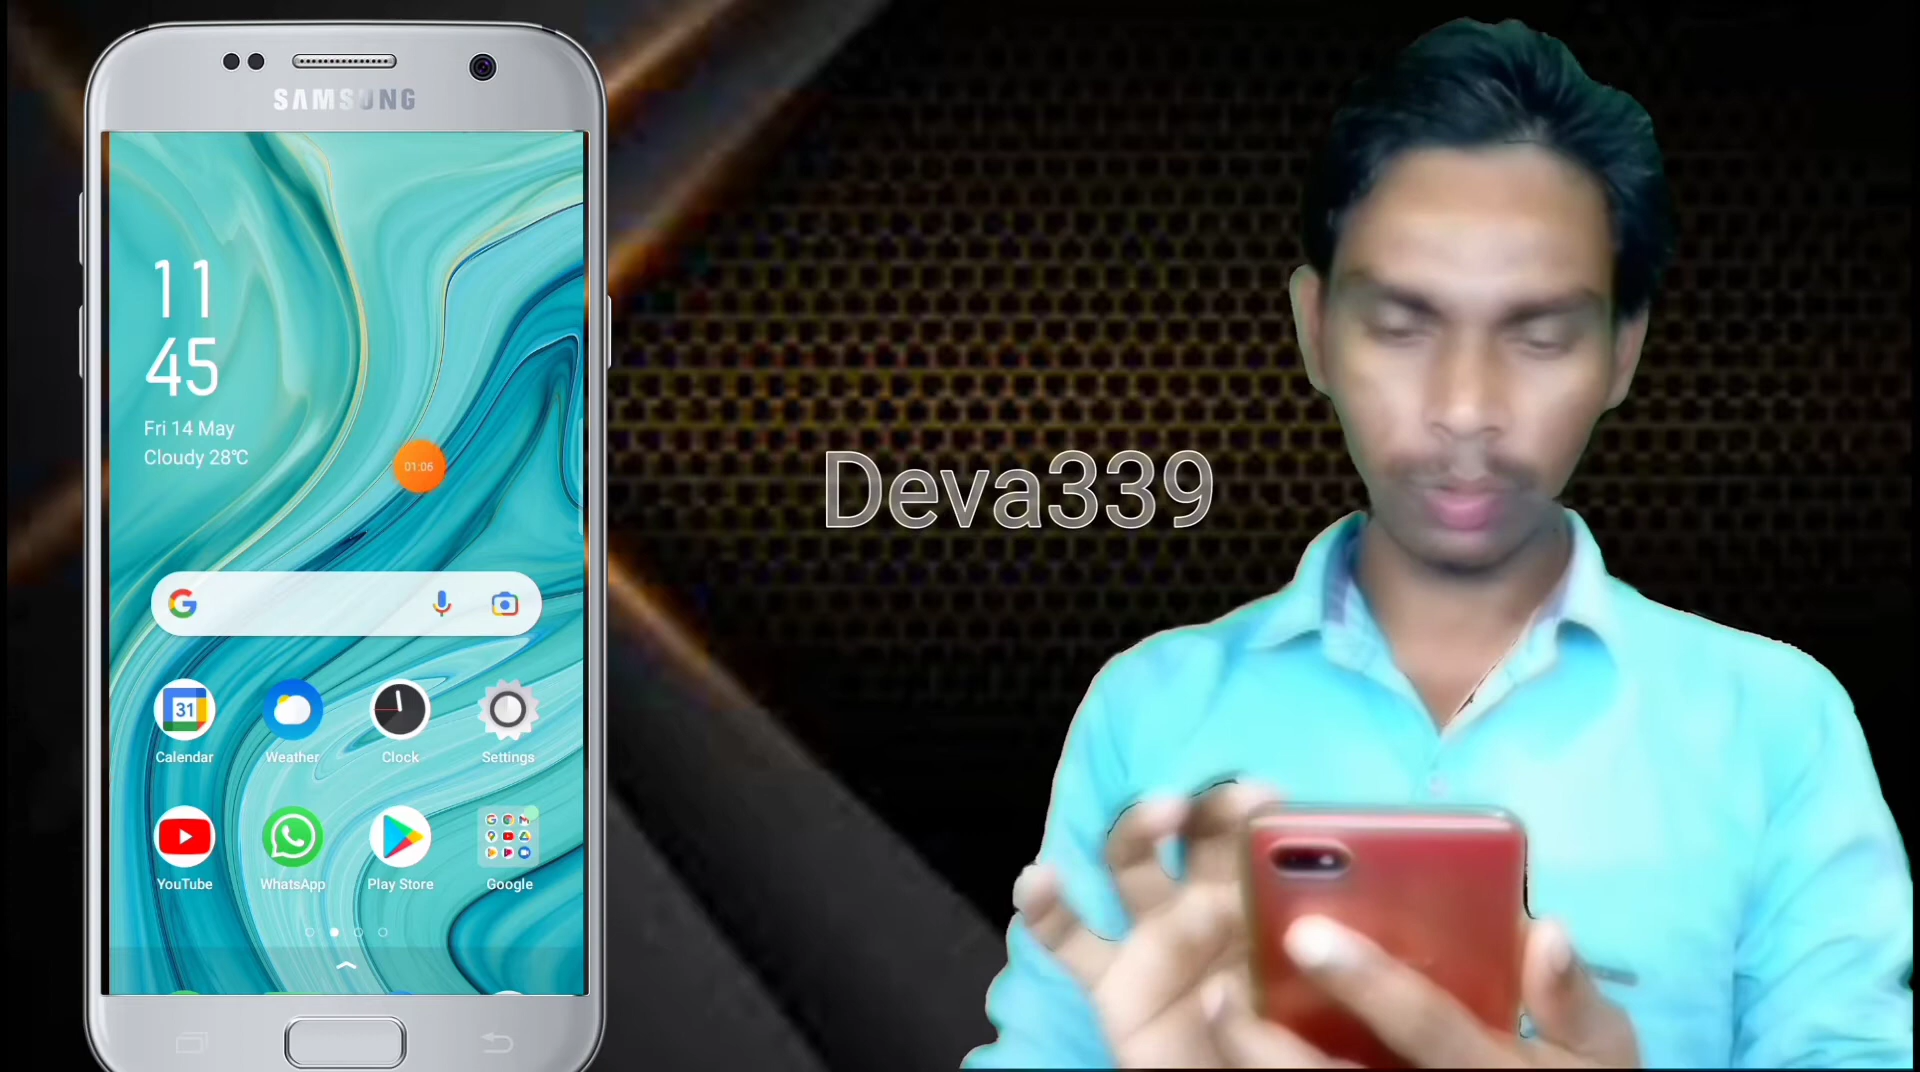 SAMSUNG
11
45
Fri 14 May
Cloudy 28℃
01:06
Deva339
G
31
Calendar
Weather
Clock
Settings
YouTube
WhatsApp
Play Store
Google